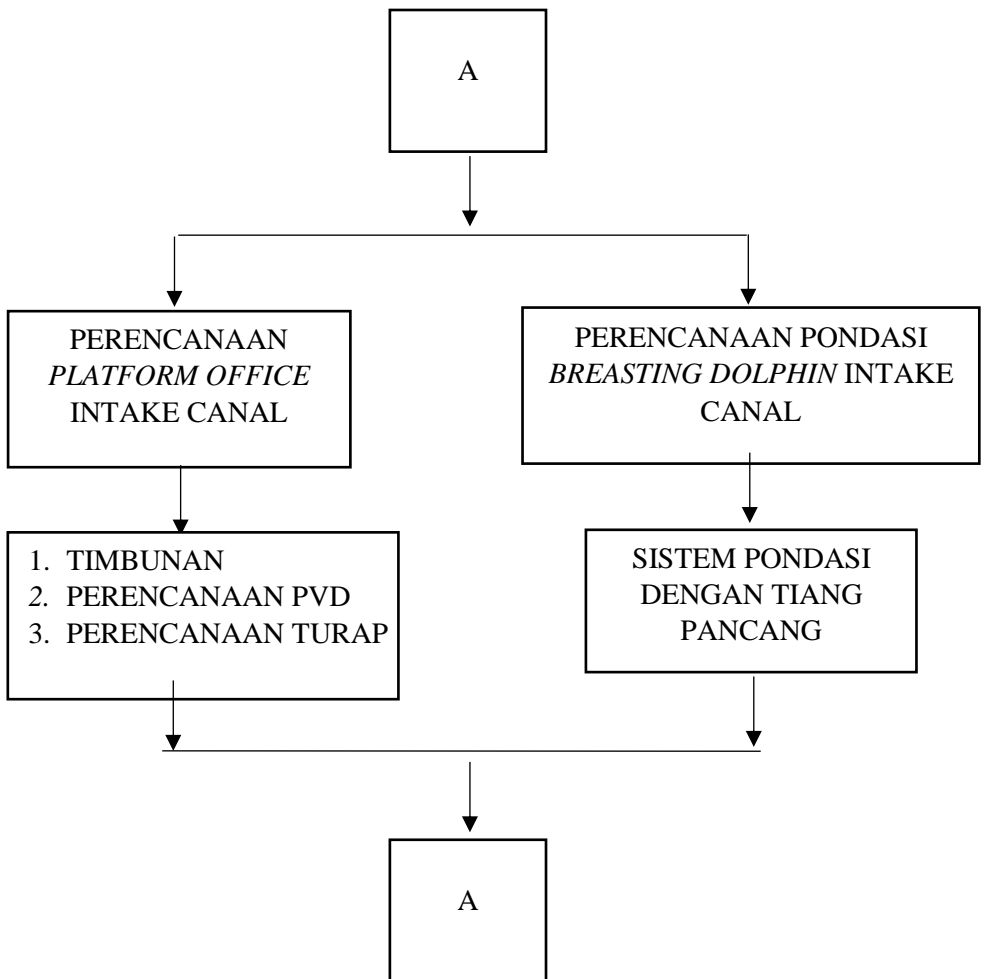 A
PERENCANAAN
PLATFORM OFFICE
INTAKE CANAL
PERENCANAAN PONDASI
BREASTING DOLPHIN INTAKE
CANAL
1. TIMBUNAN
2. PERENCANAAN PVD
3. PERENCANAAN TURAP
SISTEM PONDASI
DENGAN TIANG
PANCANG
A